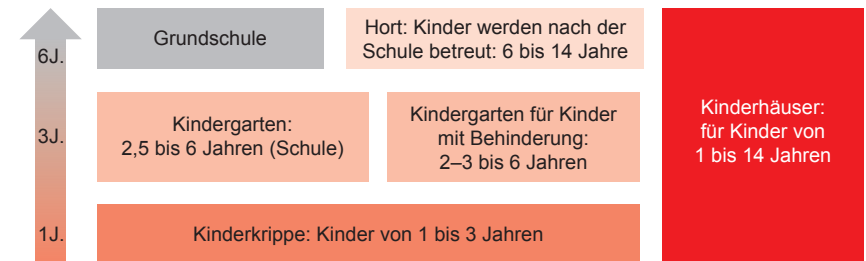 6J.
Grundschule
Hort: Kinder werden nach der
Schule betreut: 6 bis 14 Jahre
3J.
Kindergarten:
2,5 bis 6 Jahren (Schule)
Kindergarten für Kinder
mit Behinderung:
2–3 bis 6 Jahren
Kinderhäuser:
für Kinder von
1 bis 14 Jahren
1J.
Kinderkrippe: Kinder von 1 bis 3 Jahren